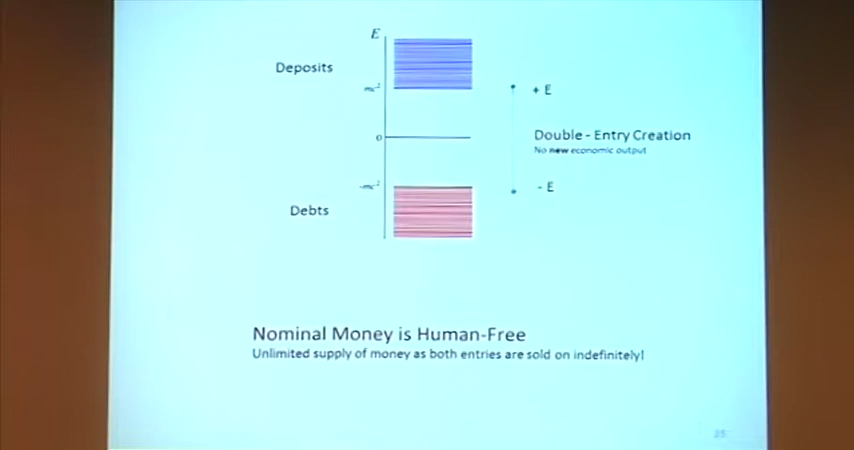 E
Deposits
mc²
+ E
0
Double - Entry Creation
No new economic output
-mc²
- E
Debts
Nominal Money is Human-Free
Unlimited supply of money as both entries are sold on indefinitely!